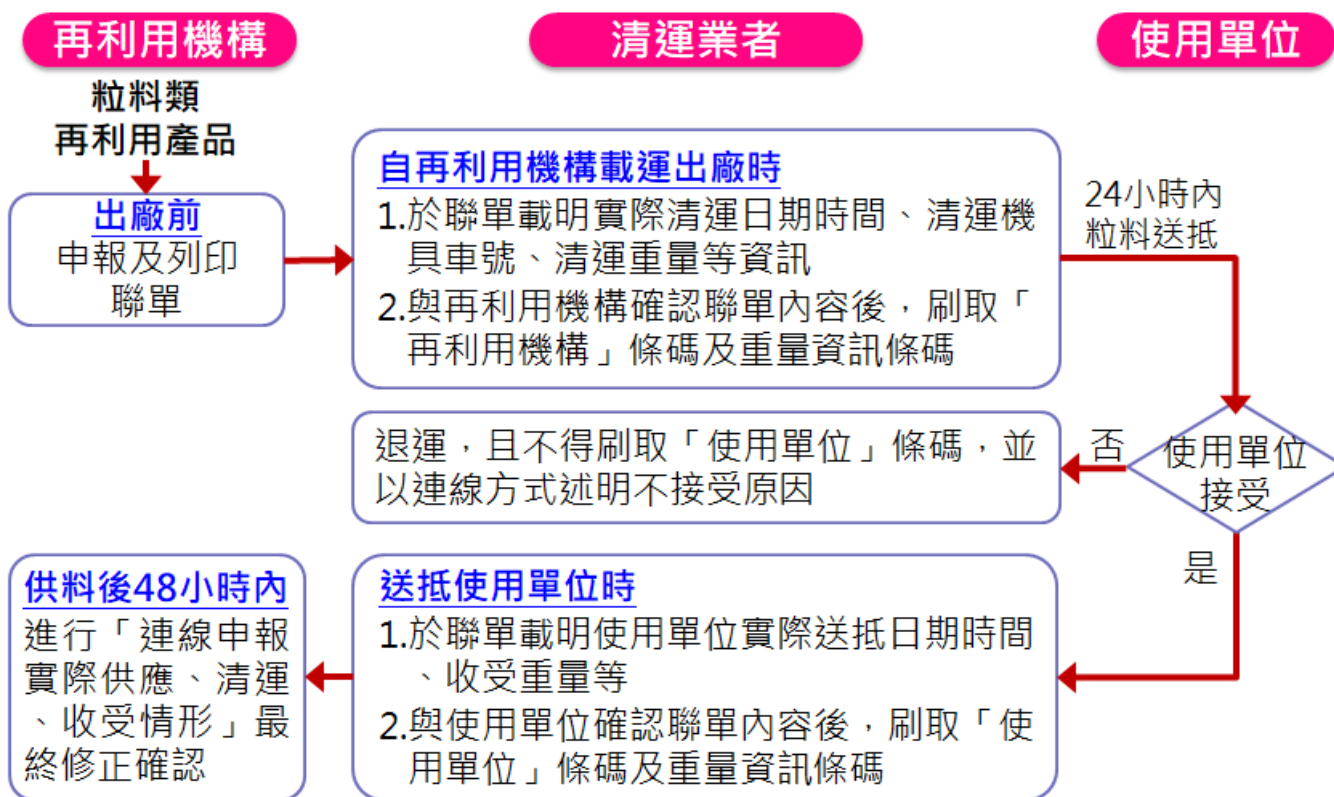 再利用機構
清運業者
使用單位
粒料類
再利用產品
出廠前
申報及列印
聯單
自再利用機構載運出廠時
1.於聯單載明實際清運日期時間、清運機
具車號、清運重量等資訊
2.與再利用機構確認聯單內容後，刷取「
再利用機構」條碼及重量資訊條碼
24小時內
粒料送抵
使用單位
接受
否
退運，且不得刷取「使用單位」條碼，並
以連線方式述明不接受原因
是
送抵使用單位時
1.於聯單載明使用單位實際送抵日期時間
、收受重量等
2.與使用單位確認聯單內容後，刷取「使
用單位」條碼及重量資訊條碼
供料後48小時內
進行「連線申報
實際供應、清運
、收受情形」最
終修正確認